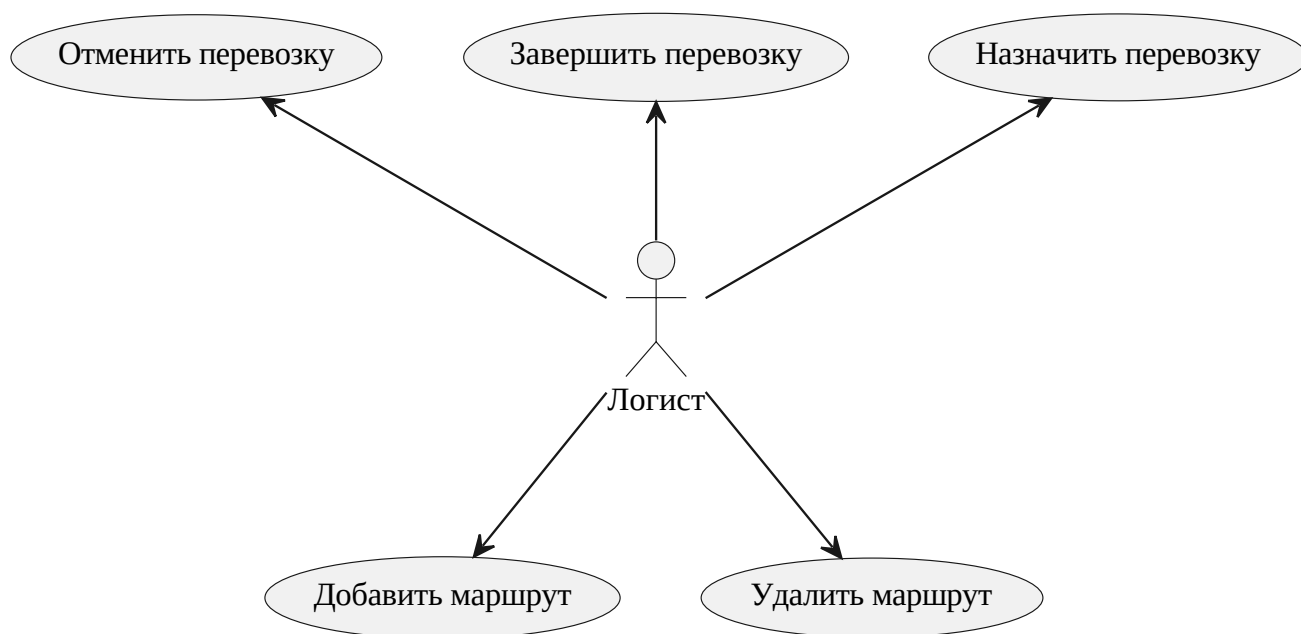 Отменить перевозку
Завершить перевозку
Назначить перевозку
Логист
Добавить маршрут
Удалить маршрут